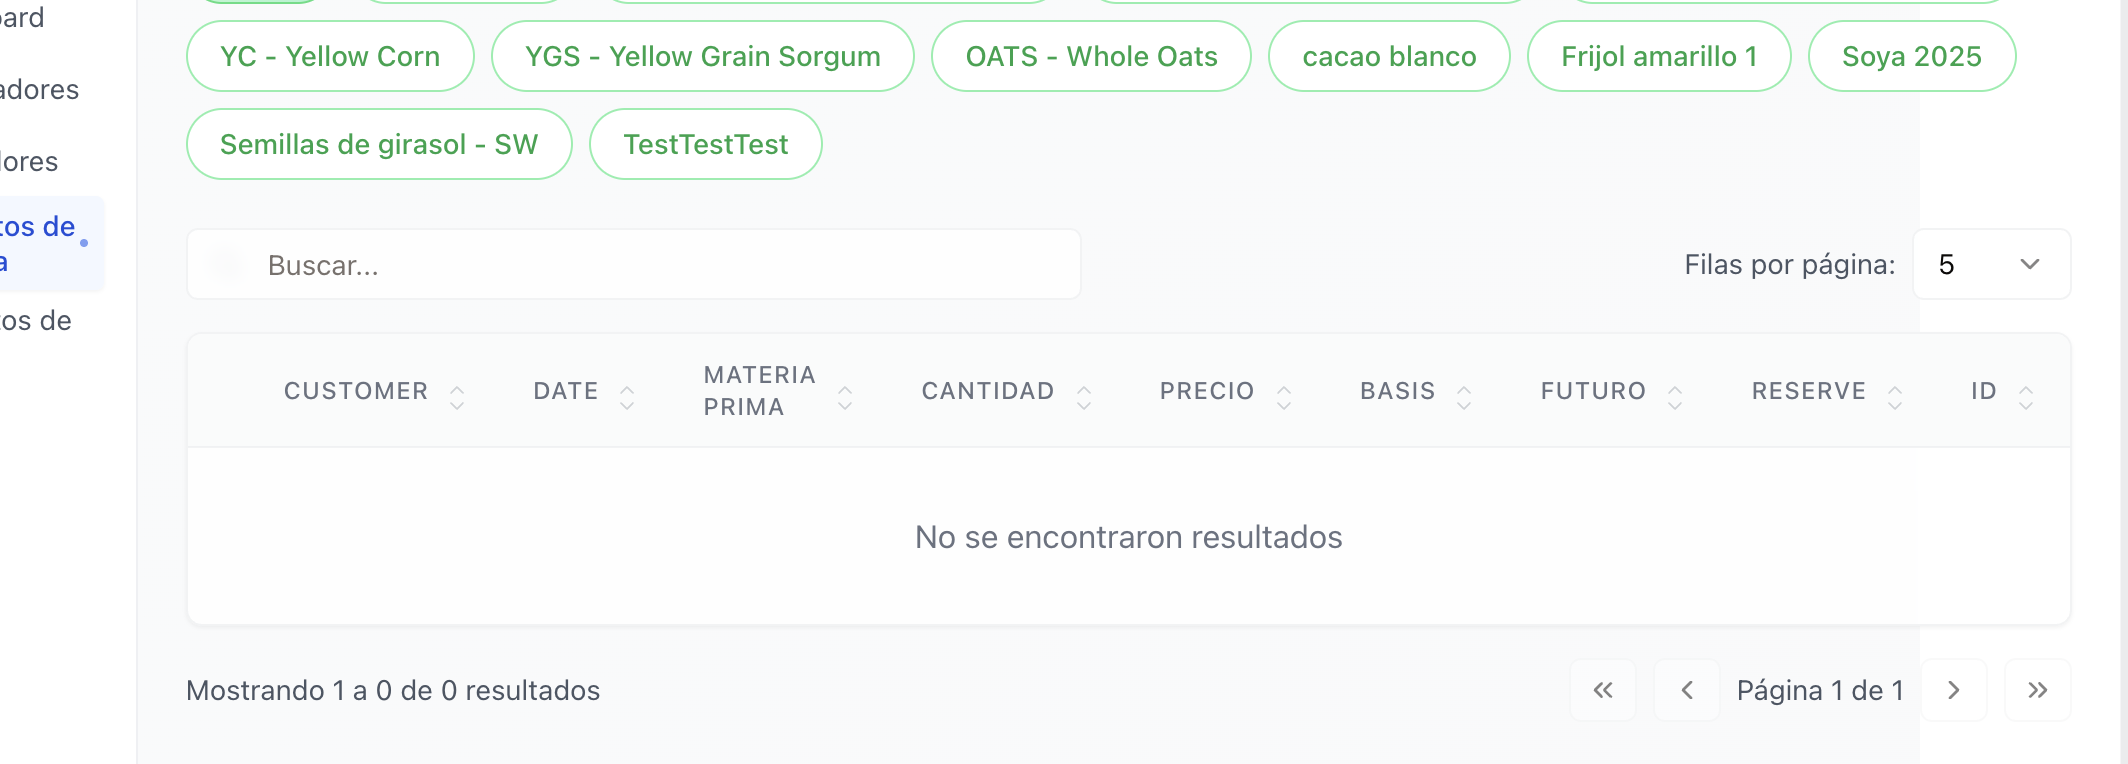 YC - Yellow Corn
YGS - Yellow Grain Sorgum
OATS - Whole Oats
cacao blanco
Frijol amarillo 1
Soya 2025
Semillas de girasol - SW
TestTestTest
ard
adores
lores
tos de
a
os de
Buscar...
Filas por página:
5
CUSTOMER
DATE
MATERIA
PRIMA
CANTIDAD
PRECIO
BASIS
FUTURO
RESERVE
ID
No se encontraron resultados
Mostrando 1 a 0 de 0 resultados
Página 1 de 1